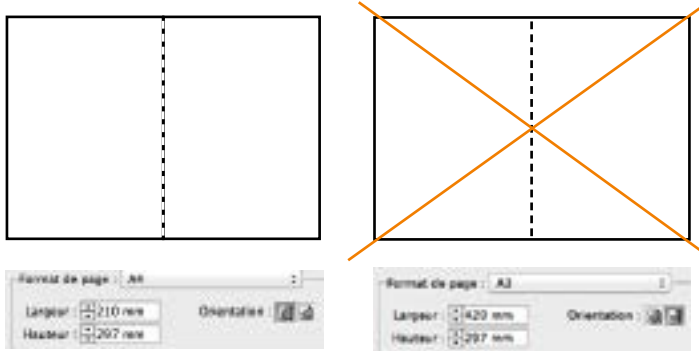 Format de page : A4
Largeur : 210 mm Orientation :
Hauteur : 297 mm
Format de page : A3
Largeur : 420 mm Orientation :
Hauteur : 297 mm